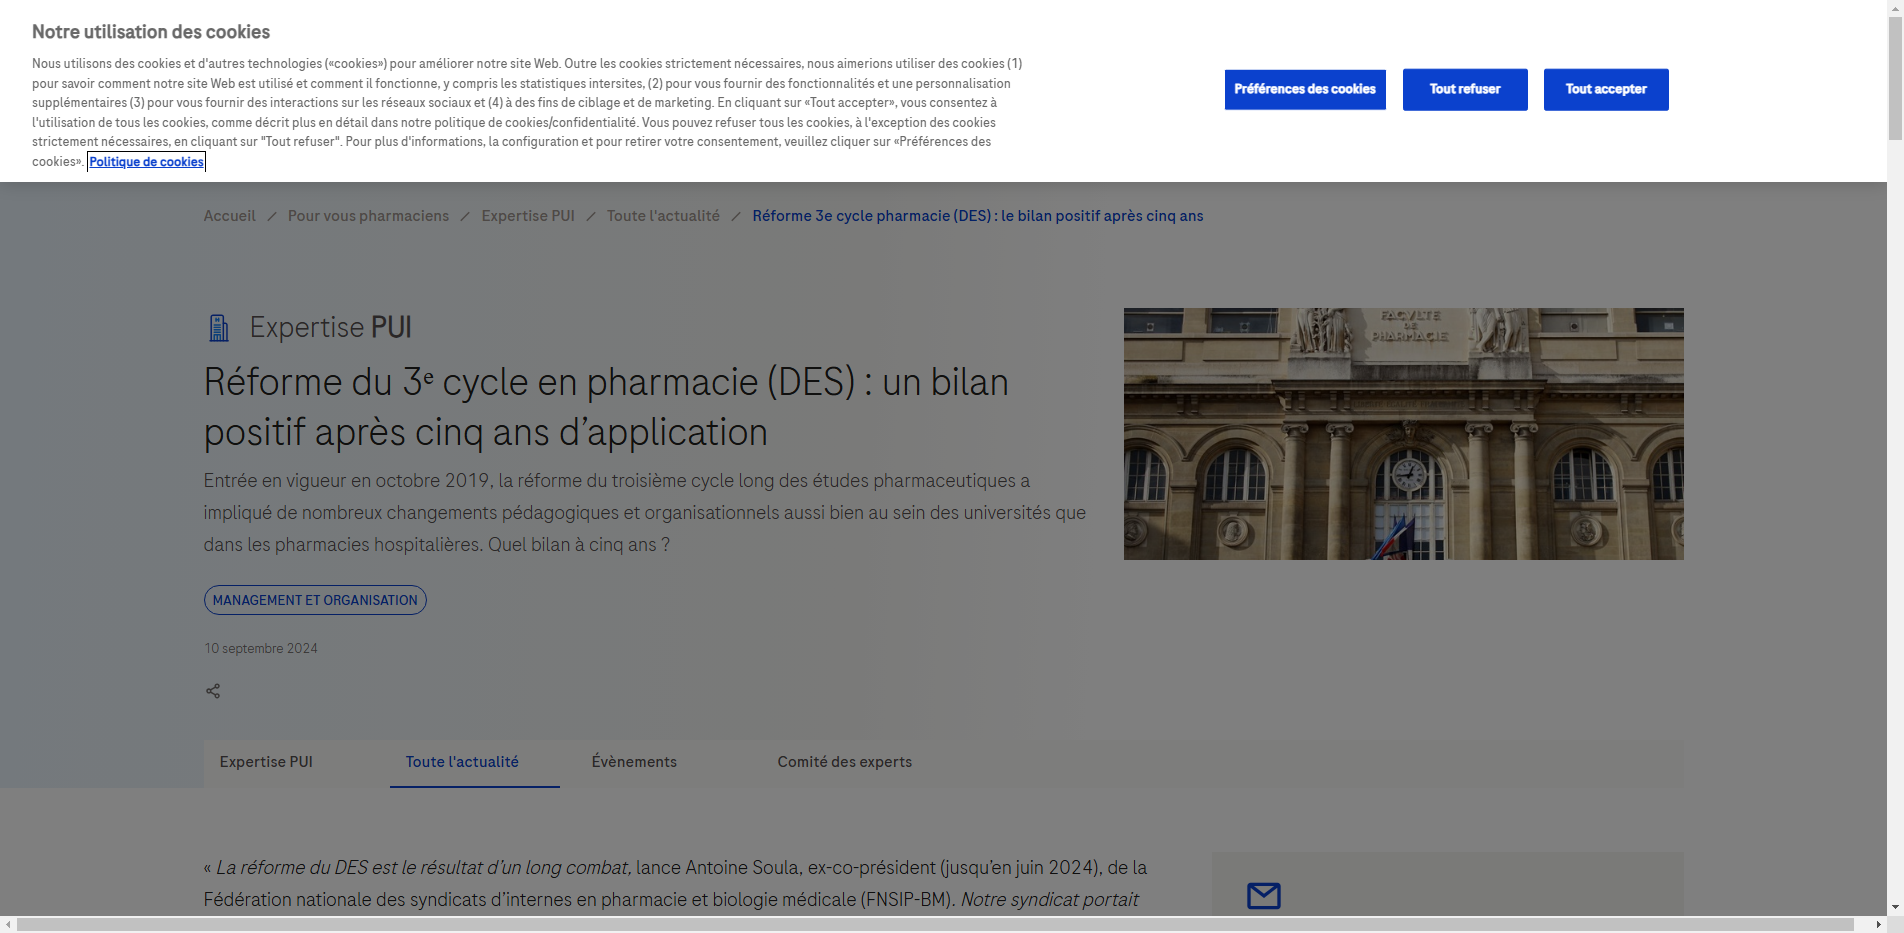 Notre utilisation des cookies
Nous utilisons des cookies et d'autres technologies («cookies») pour améliorer notre site Web. Outre les cookies strictement nécessaires, nous aimerions utiliser des cookies (1)
pour savoir comment notre site Web est utilisé et comment il fonctionne, y compris les statistiques intersites, (2) pour vous fournir des fonctionnalités et une personnalisation
supplémentaires (3) pour vous fournir des interactions sur les réseaux sociaux et (4) à des fins de ciblage et de marketing. En cliquant sur «Tout accepter», vous consentez à
l'utilisation de tous les cookies, comme décrit plus en détail dans notre politique de cookies/confidentialité. Vous pouvez refuser tous les cookies, à l'exception des cookies
strictement nécessaires, en cliquant sur "Tout refuser". Pour plus d'informations, la configuration et pour retirer votre consentement, veuillez cliquer sur «Préférences des
cookies». Politique de cookies
Préférences des cookies
Tout refuser
Tout accepter
Accueil / Pour vous pharmaciens / Expertise PUI / Toute l'actualité / Réforme 3e cycle pharmacie (DES) : le bilan positif après cinq ans
Expertise PUI
Réforme du 3ᵉ cycle en pharmacie (DES) : un bilan
positif après cinq ans d’application
Entrée en vigueur en octobre 2019, la réforme du troisième cycle long des études pharmaceutiques a
impliqué de nombreux changements pédagogiques et organisationnels aussi bien au sein des universités que
dans les pharmacies hospitalières. Quel bilan à cinq ans ?
FACVLTE
DE
PHARMACIE
MANAGEMENT ET ORGANISATION
10 septembre 2024
Expertise PUI
Toute l'actualité
Évènements
Comité des experts
« La réforme du DES est le résultat d’un long combat, lance Antoine Soula, ex-co-président (jusqu’en juin 2024), de la
Fédération nationale des syndicats d’internes en pharmacie et biologie médicale (FNSIP-BM). Notre syndicat portait